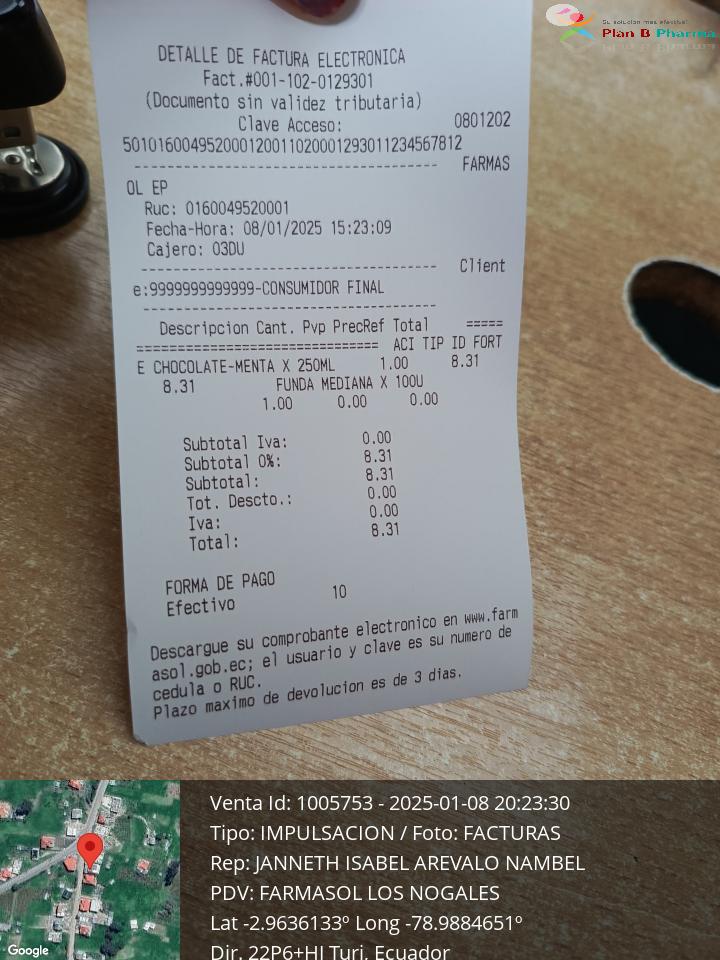 Su solucion mas efectiva!
Plan B Pharma
DETALLE DE FACTURA ELECTRONICA
Fact.#001-102-0129301
(Documento sin validez tributaria)
Clave Acceso: 0801202
501016004952000120011020001293011234567812
------------------------------------ FARMAS
OL EP
Ruc: 0160049520001
Fecha-Hora: 08/01/2025 15:23:09
Cajero: 03DU
------------------------------------ Client
e:9999999999999-CONSUMIDOR FINAL
------------------------------------
Descripcion Cant. Pvp PrecRef Total =====
============================== ACI TIP ID FORT
E CHOCOLATE-MENTA X 250ML 1.00 8.31
8.31 FUNDA MEDIANA X 100U
1.00 0.00 0.00
Subtotal Iva: 0.00
Subtotal 0%: 8.31
Subtotal: 8.31
Tot. Descto.: 0.00
Iva: 0.00
Total: 8.31
FORMA DE PAGO
Efectivo 10
Descargue su comprobante electronico en www.farm
asol.gob.ec; el usuario y clave es su numero de
cedula o RUC.
Plazo maximo de devolucion es de 3 dias.
Venta Id: 1005753 - 2025-01-08 20:23:30
Tipo: IMPULSACION / Foto: FACTURAS
Rep: JANNETH ISABEL AREVALO NAMBEL
PDV: FARMASOL LOS NOGALES
Lat -2.9636133º Long -78.9884651º
Dir. 22P6+HJ Turi, Ecuador
Google